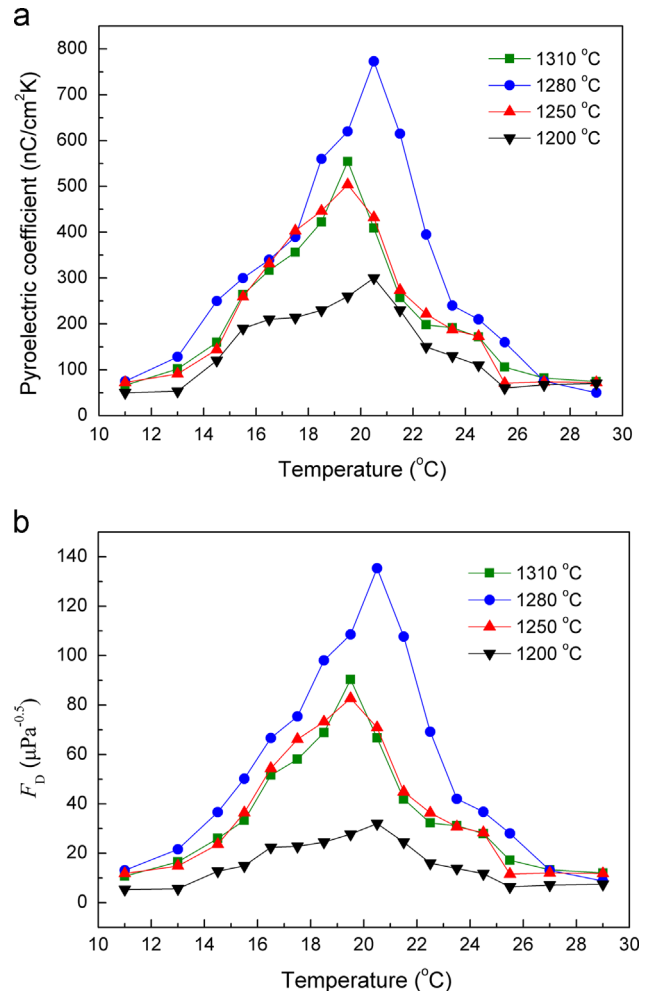 a
Pyroelectric coefficient (nC/cm²K)
800
700
600
500
400
300
200
100
0
1310 °C
1280 °C
1250 °C
1200 °C
10 12 14 16 18 20 22 24 26 28 30
Temperature (°C)
b
F_D (μPa^-0.5)
140
120
100
80
60
40
20
0
1310 °C
1280 °C
1250 °C
1200 °C
10 12 14 16 18 20 22 24 26 28 30
Temperature (°C)